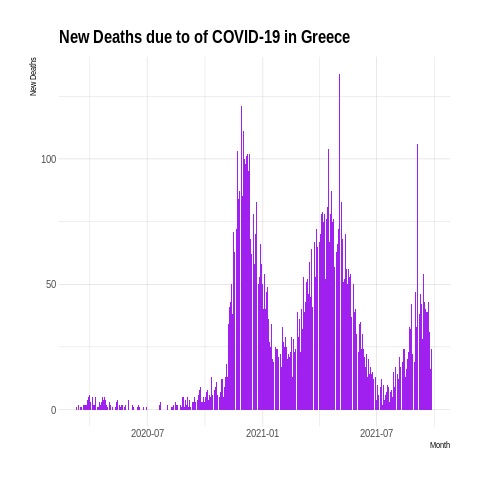 New Deaths due to of COVID-19 in Greece
New Deaths
100
50
0
2020-07
2021-01
2021-07
Month